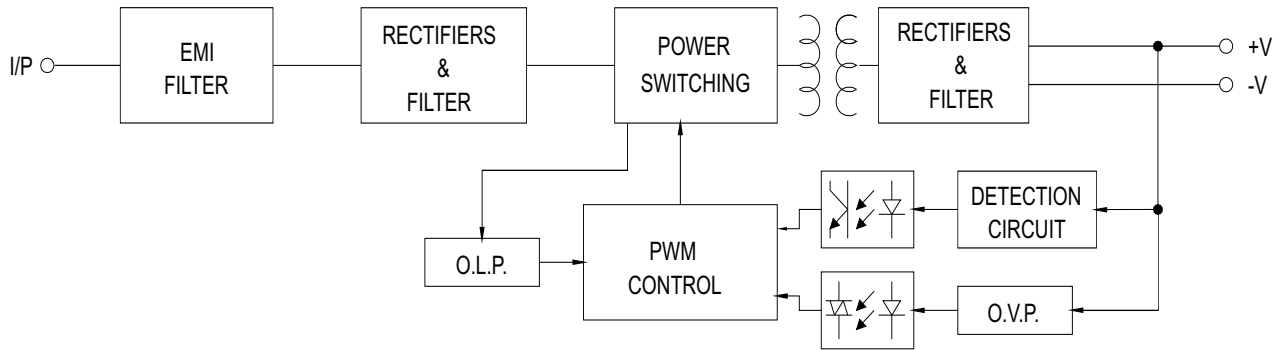 I/P
EMI
FILTER
RECTIFIERS
&
FILTER
POWER
SWITCHING
RECTIFIERS
&
FILTER
+V
-V
O.L.P.
PWM
CONTROL
DETECTION
CIRCUIT
O.V.P.